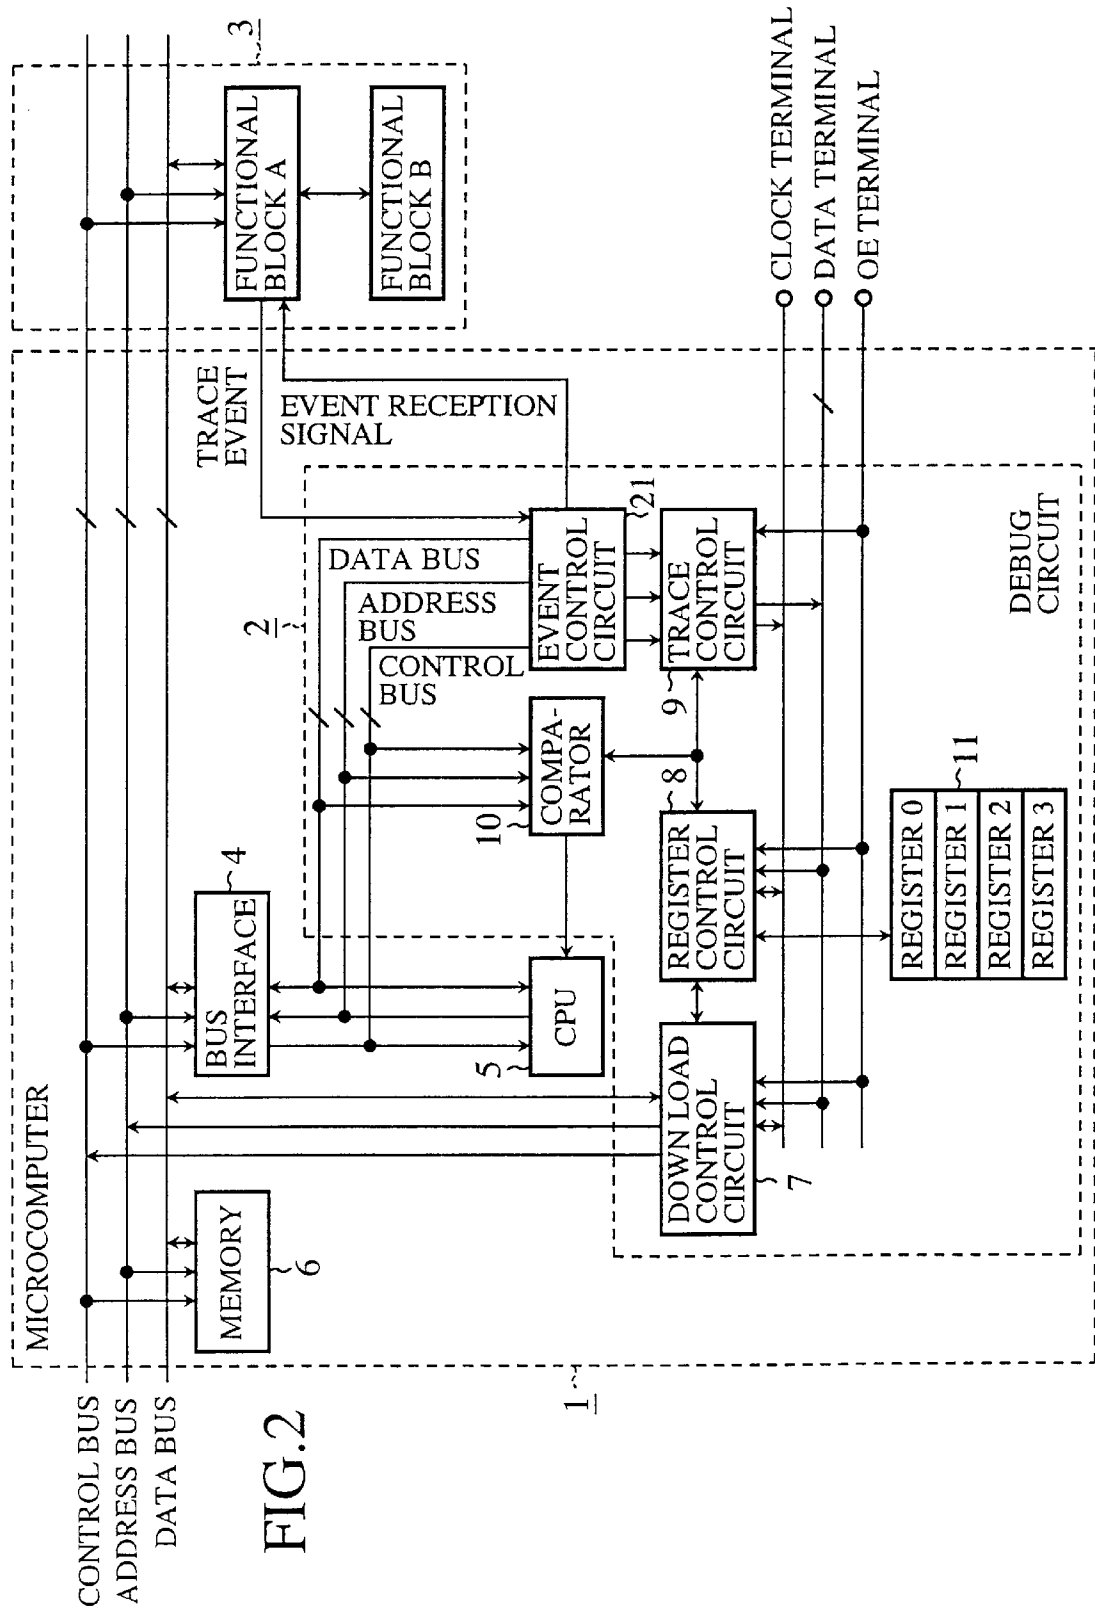 FIG.2
CONTROL BUS
ADDRESS BUS
DATA BUS
1
MICROCOMPUTER
MEMORY
6
BUS
INTERFACE
4
5
CPU
DOWN LOAD
CONTROL
CIRCUIT
7
2
DATA BUS
ADDRESS
BUS
CONTROL
BUS
10
COMPA-
RATOR
REGISTER
CONTROL
CIRCUIT
8
REGISTER 0
REGISTER 1
REGISTER 2
REGISTER 3
11
EVENT
CONTROL
CIRCUIT
21
TRACE
CONTROL
CIRCUIT
9
DEBUG
CIRCUIT
TRACE
EVENT
EVENT RECEPTION
SIGNAL
3
FUNCTIONAL
BLOCK A
FUNCTIONAL
BLOCK B
CLOCK TERMINAL
DATA TERMINAL
OE TERMINAL